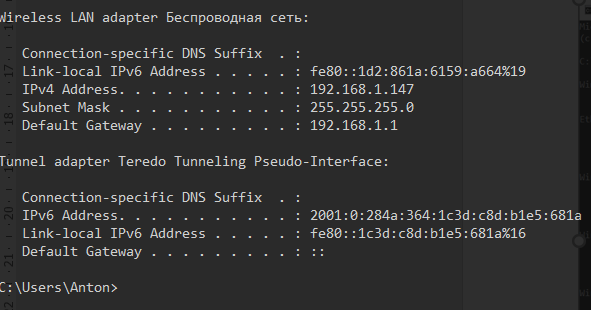 Wireless LAN adapter Беспроводная сеть:
Connection-specific DNS Suffix  . :
Link-local IPv6 Address . . . . . : fe80::1d2:861a:6159:a664%19
IPv4 Address. . . . . . . . . . . : 192.168.1.147
Subnet Mask . . . . . . . . . . . : 255.255.255.0
Default Gateway . . . . . . . . . : 192.168.1.1
Tunnel adapter Teredo Tunneling Pseudo-Interface:
Connection-specific DNS Suffix  . :
IPv6 Address. . . . . . . . . . . : 2001:0:284a:364:1c3d:c8d:b1e5:681a
Link-local IPv6 Address . . . . . : fe80::1c3d:c8d:b1e5:681a%16
Default Gateway . . . . . . . . . : ::
C:\Users\Anton>